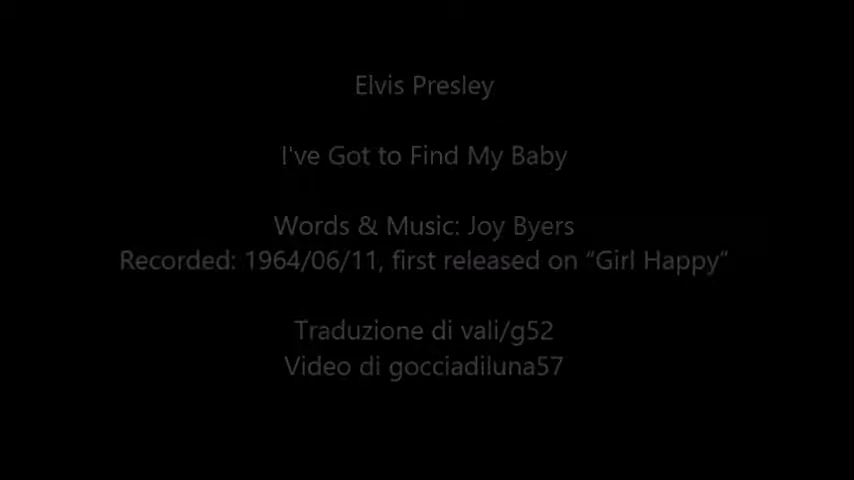 Elvis Presley
I've Got to Find My Baby
Words & Music: Joy Byers
Recorded: 1964/06/11, first released on “Girl Happy”
Traduzione di vali/g52
Video di gocciadiluna57